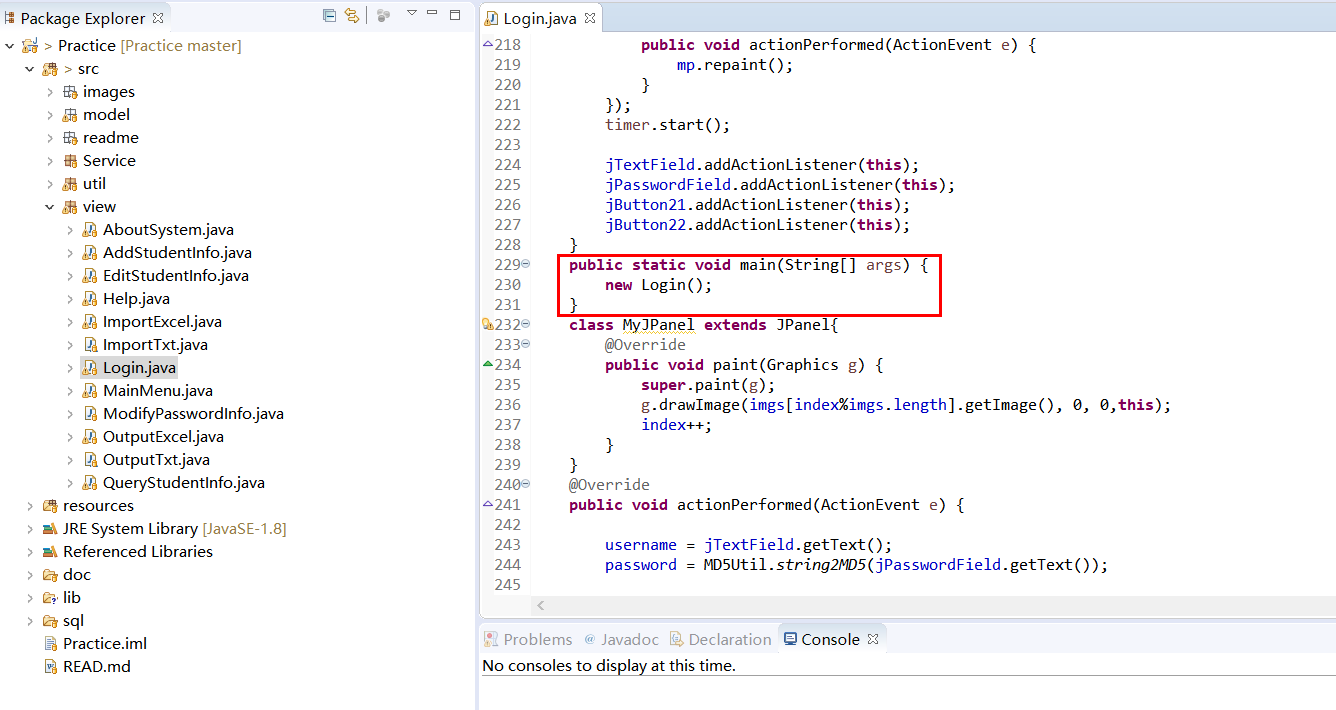 Package Explorer
> Practice [Practice master]
> src
images
model
readme
Service
util
view
AboutSystem.java
AddStudentInfo.java
EditStudentInfo.java
Help.java
ImportExcel.java
ImportTxt.java
Login.java
MainMenu.java
ModifyPasswordInfo.java
OutputExcel.java
OutputTxt.java
QueryStudentInfo.java
resources
JRE System Library [JavaSE-1.8]
Referenced Libraries
doc
lib
sql
Practice.iml
READ.md
Login.java
218 public void actionPerformed(ActionEvent e) {
219 mp.repaint();
220 }
221 });
222 timer.start();
223
224 jTextField.addActionListener(this);
225 jPasswordField.addActionListener(this);
226 jButton21.addActionListener(this);
227 jButton22.addActionListener(this);
228 }
229 public static void main(String[] args) {
230 new Login();
231 }
232 class MyJPanel extends JPanel{
233 @Override
234 public void paint(Graphics g) {
235 super.paint(g);
236 g.drawImage(imgs[index%imgs.length].getImage(), 0, 0,this);
237 index++;
238 }
239 }
240 @Override
241 public void actionPerformed(ActionEvent e) {
242
243 username = jTextField.getText();
244 password = MD5Util.string2MD5(jPasswordField.getText());
245
Problems @ Javadoc Declaration Console
No consoles to display at this time.